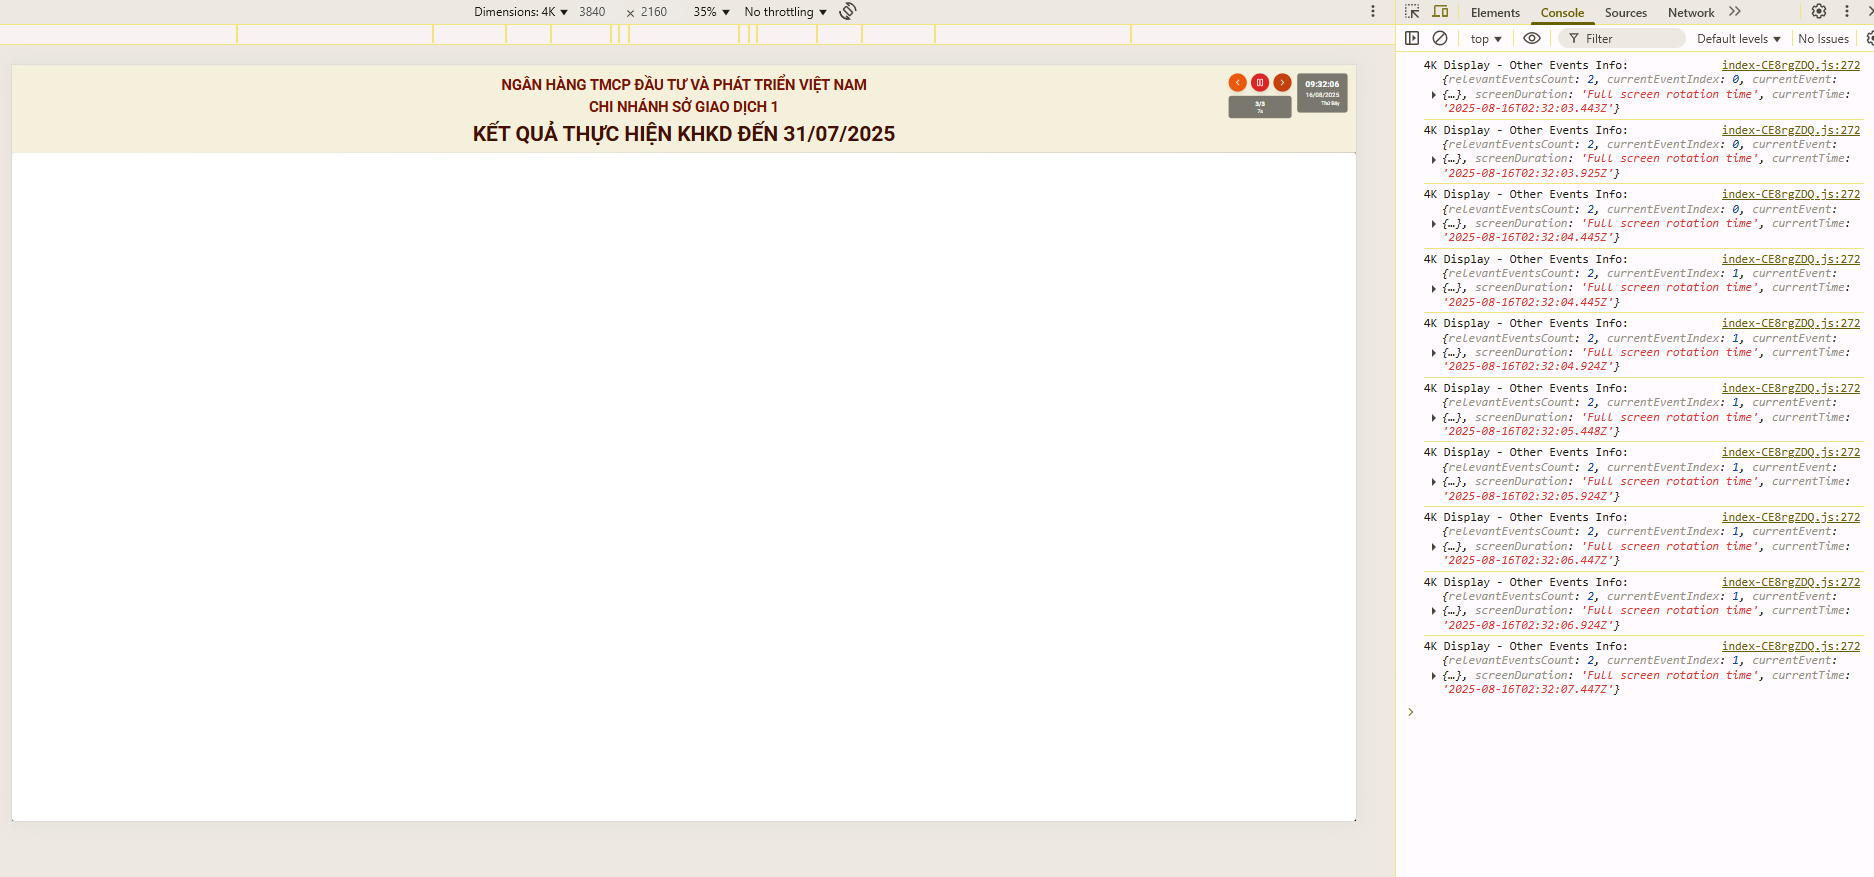 Dimensions: 4K ▼ 3840 × 2160 35% ▼ No throttling ▼
Elements Console Sources Network
top ▼ Filter Default levels ▼ No Issues
NGÂN HÀNG TMCP ĐẦU TƯ VÀ PHÁT TRIỂN VIỆT NAM
CHI NHÁNH SỞ GIAO DỊCH 1
KẾT QUẢ THỰC HIỆN KHKD ĐẾN 31/07/2025
3/3
7s
09:32:06
16/08/2025
Thứ Bảy
4K Display - Other Events Info: index-CE8rgZDQ.js:272
{relevantEventsCount: 2, currentEventIndex: 0, currentEvent:
{…}, screenDuration: 'Full screen rotation time', currentTime:
'2025-08-16T02:32:03.443Z'}
4K Display - Other Events Info: index-CE8rgZDQ.js:272
{relevantEventsCount: 2, currentEventIndex: 0, currentEvent:
{…}, screenDuration: 'Full screen rotation time', currentTime:
'2025-08-16T02:32:03.925Z'}
4K Display - Other Events Info: index-CE8rgZDQ.js:272
{relevantEventsCount: 2, currentEventIndex: 0, currentEvent:
{…}, screenDuration: 'Full screen rotation time', currentTime:
'2025-08-16T02:32:04.445Z'}
4K Display - Other Events Info: index-CE8rgZDQ.js:272
{relevantEventsCount: 2, currentEventIndex: 1, currentEvent:
{…}, screenDuration: 'Full screen rotation time', currentTime:
'2025-08-16T02:32:04.445Z'}
4K Display - Other Events Info: index-CE8rgZDQ.js:272
{relevantEventsCount: 2, currentEventIndex: 1, currentEvent:
{…}, screenDuration: 'Full screen rotation time', currentTime:
'2025-08-16T02:32:04.924Z'}
4K Display - Other Events Info: index-CE8rgZDQ.js:272
{relevantEventsCount: 2, currentEventIndex: 1, currentEvent:
{…}, screenDuration: 'Full screen rotation time', currentTime:
'2025-08-16T02:32:05.448Z'}
4K Display - Other Events Info: index-CE8rgZDQ.js:272
{relevantEventsCount: 2, currentEventIndex: 1, currentEvent:
{…}, screenDuration: 'Full screen rotation time', currentTime:
'2025-08-16T02:32:05.924Z'}
4K Display - Other Events Info: index-CE8rgZDQ.js:272
{relevantEventsCount: 2, currentEventIndex: 1, currentEvent:
{…}, screenDuration: 'Full screen rotation time', currentTime:
'2025-08-16T02:32:06.447Z'}
4K Display - Other Events Info: index-CE8rgZDQ.js:272
{relevantEventsCount: 2, currentEventIndex: 1, currentEvent:
{…}, screenDuration: 'Full screen rotation time', currentTime:
'2025-08-16T02:32:06.924Z'}
4K Display - Other Events Info: index-CE8rgZDQ.js:272
{relevantEventsCount: 2, currentEventIndex: 1, currentEvent:
{…}, screenDuration: 'Full screen rotation time', currentTime:
'2025-08-16T02:32:07.447Z'}